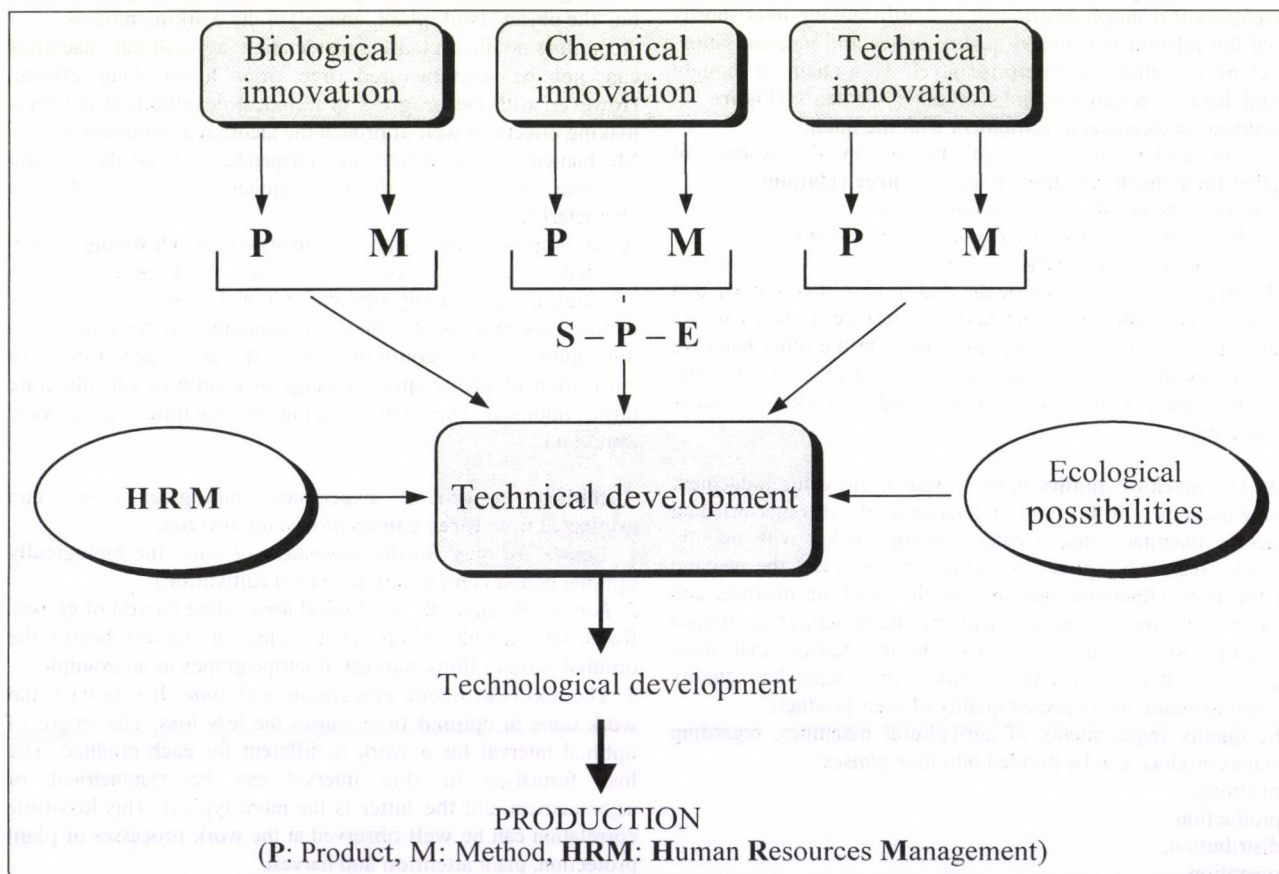 Biological innovation
Chemical innovation
Technical innovation
P M P M P M
S – P – E
HRM
Technical development
Ecological possibilities
Technological development
PRODUCTION
(P: Product, M: Method, HRM: Human Resources Management)